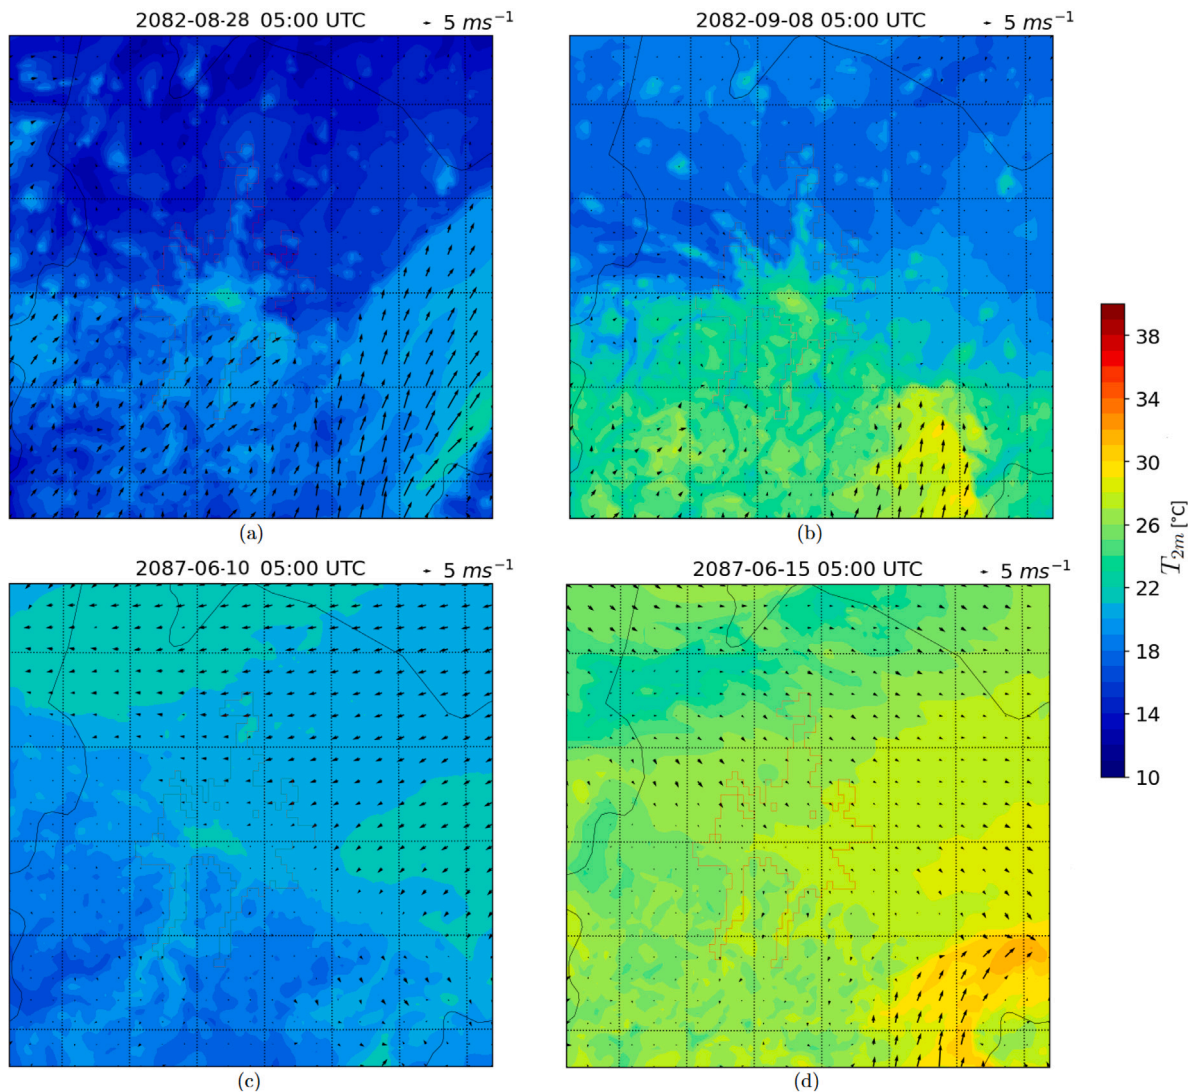 2082-08-28 05:00 UTC 5 ms⁻¹
2082-09-08 05:00 UTC 5 ms⁻¹
(a)
(b)
2087-06-10 05:00 UTC 5 ms⁻¹
2087-06-15 05:00 UTC 5 ms⁻¹
(c)
(d)
38
34
30
26
22
18
14
10
T2m [°C]